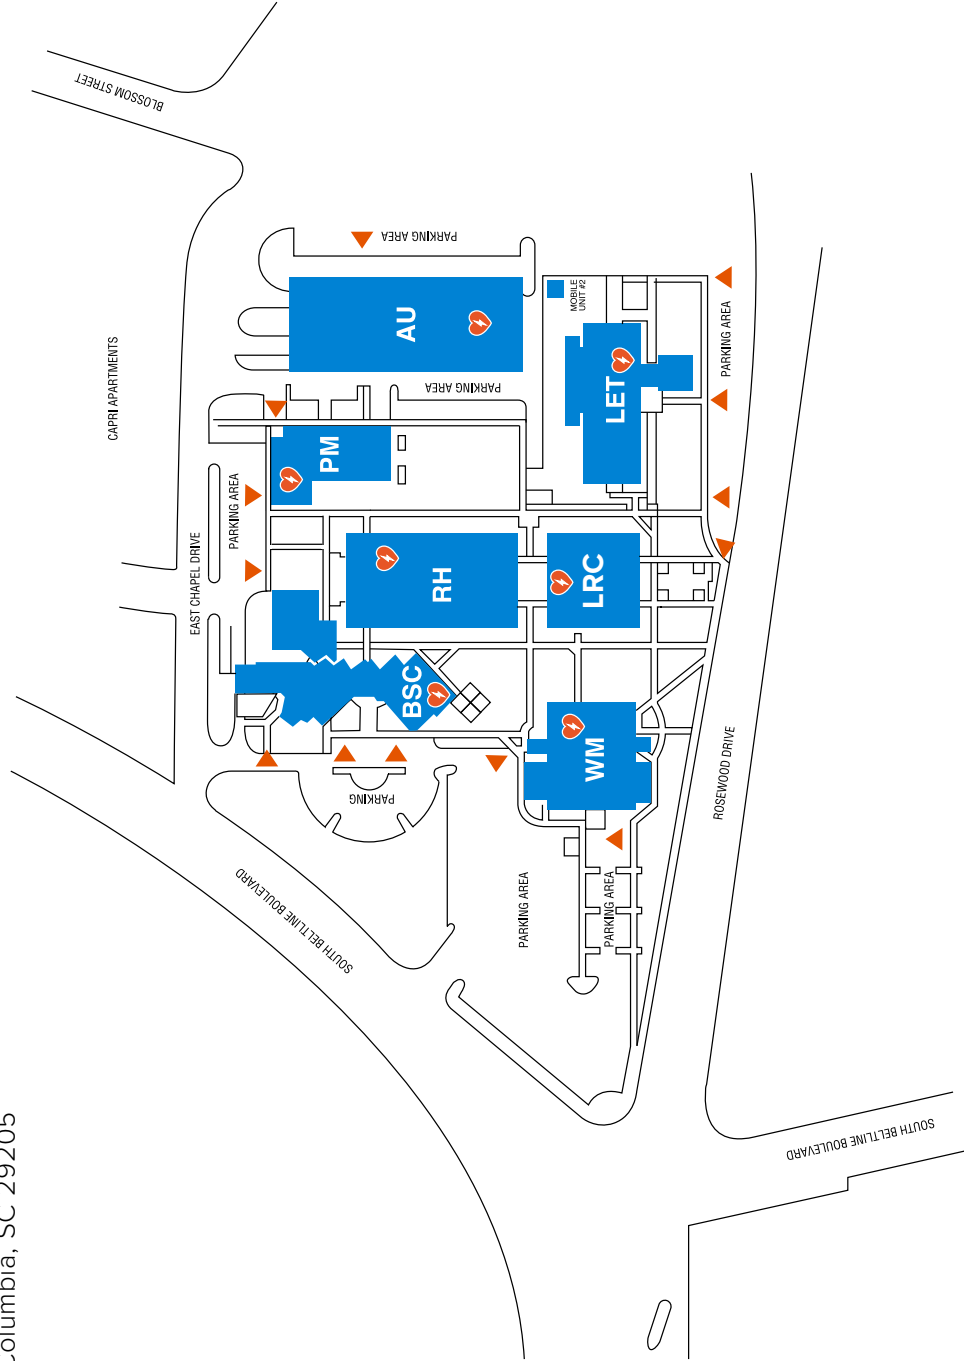 BLOSSOM STREET
CAPRI APARTMENTS
PARKING AREA
AU
MOBILE
UNIT #2
PARKING AREA
PARKING AREA
LET
PM
PARKING AREA
EAST CHAPEL DRIVE
RH
LRC
BSC
WM
PARKING
ROSEWOOD DRIVE
SOUTH BELTLINE BOULEVARD
PARKING AREA
PARKING AREA
SOUTH BELTLINE BOULEVARD
Columbia, SC 29205